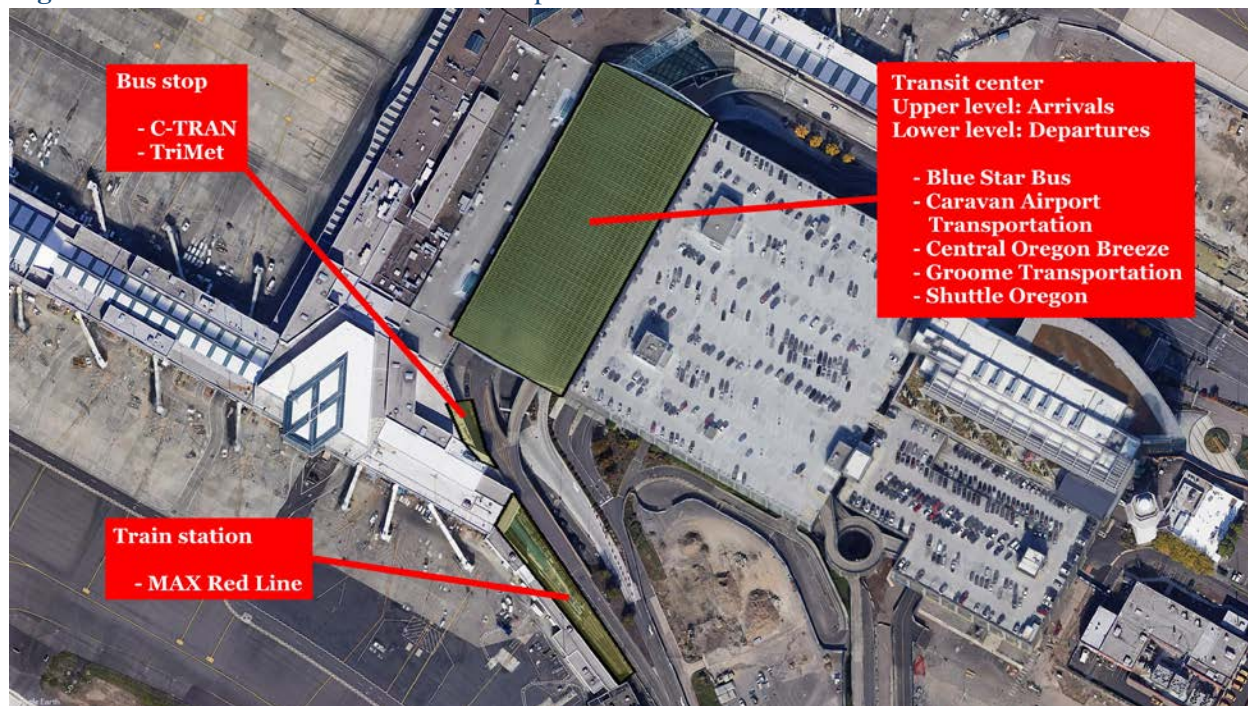 Bus stop
- C-TRAN
- TriMet
Transit center
Upper level: Arrivals
Lower level: Departures
- Blue Star Bus
- Caravan Airport
Transportation
- Central Oregon Breeze
- Groome Transportation
- Shuttle Oregon
Train station
- MAX Red Line
Earth